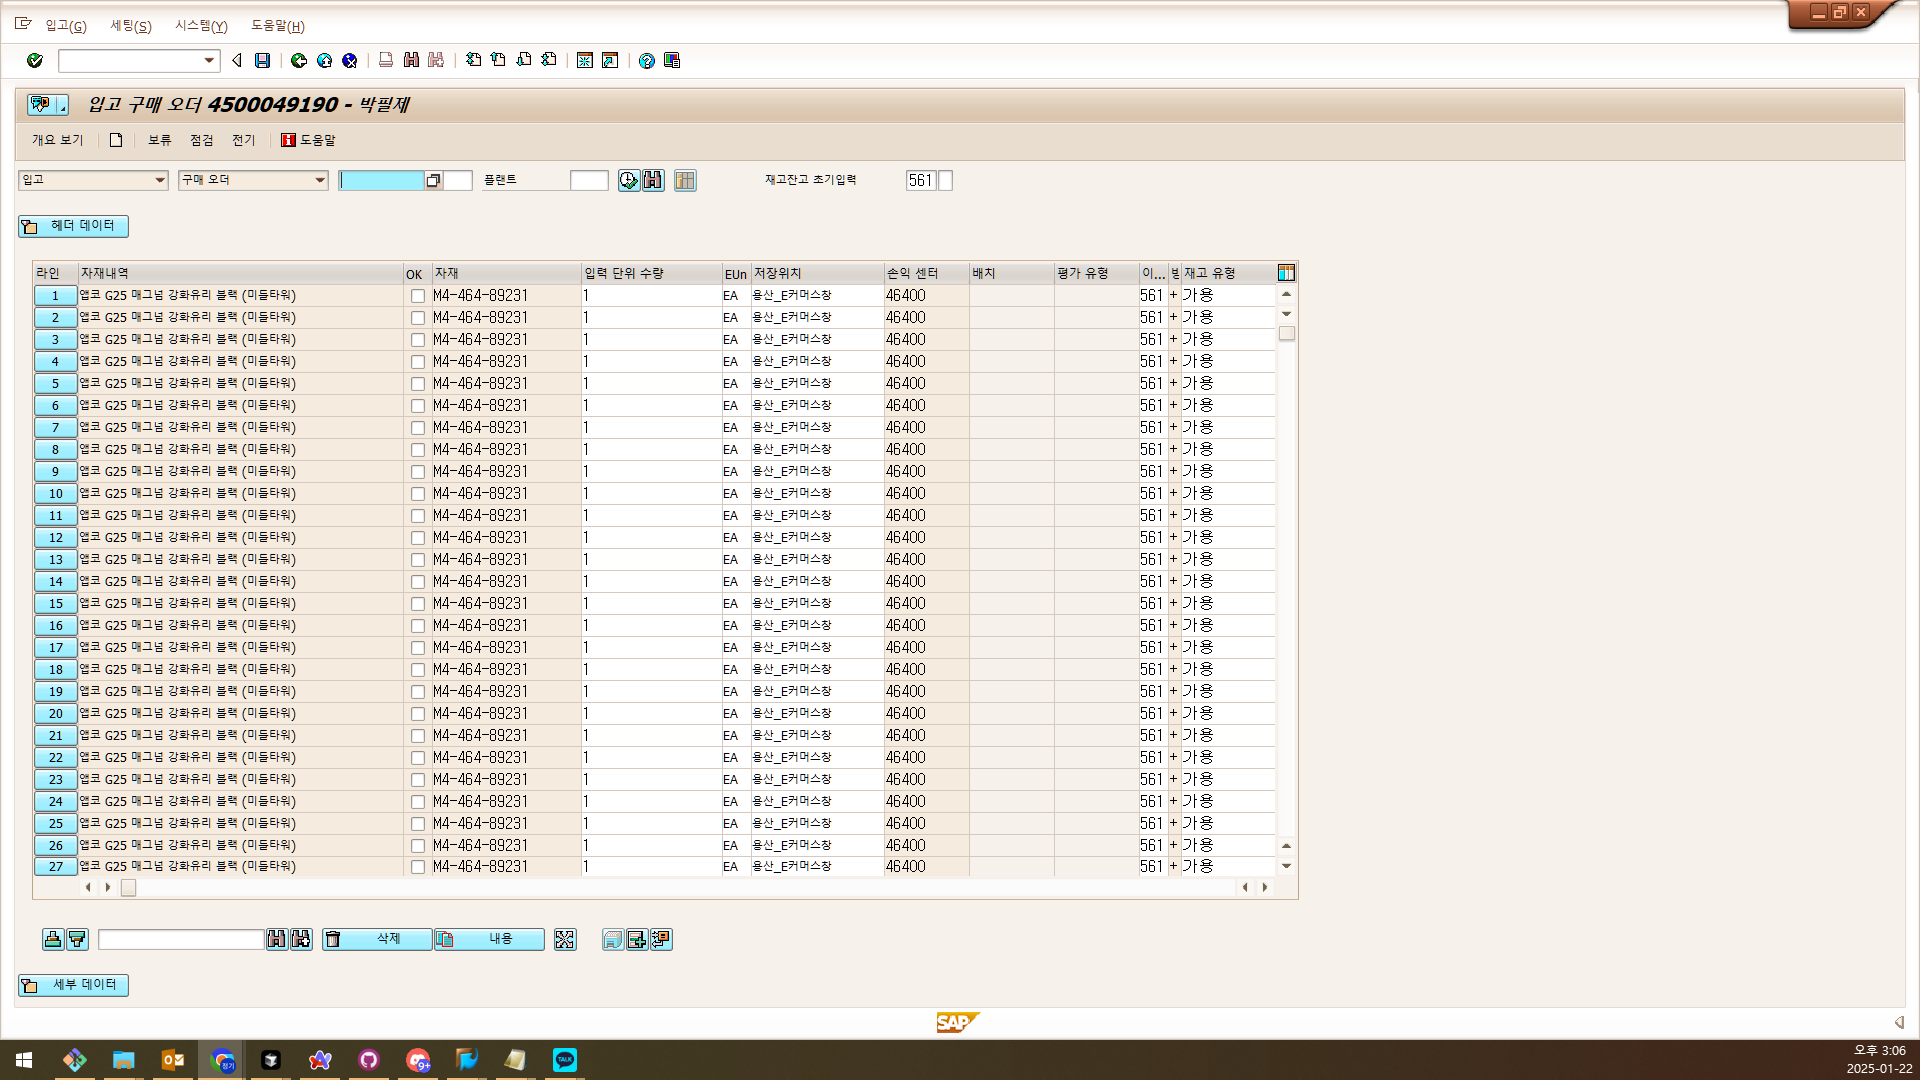 입고(G) 세팅(S) 시스템(Y) 도움말(H)
입고 구매 오더 4500049190 - 박필제
개요 보기 보류 점검 전기 도움말
입고 구매 오더 플랜트 재고잔고 초기입력 561
헤더 데이터
라인 자재내역 OK 자재 입력 단위 수량 EUn 저장위치 손익 센터 배치 평가 유형 이... 재고 유형
1 앱코 G25 매그넘 강화유리 블랙 (미들타워) M4-464-89231 1 EA 용산_E커머스창 46400 561 + 가용
2 앱코 G25 매그넘 강화유리 블랙 (미들타워) M4-464-89231 1 EA 용산_E커머스창 46400 561 + 가용
3 앱코 G25 매그넘 강화유리 블랙 (미들타워) M4-464-89231 1 EA 용산_E커머스창 46400 561 + 가용
4 앱코 G25 매그넘 강화유리 블랙 (미들타워) M4-464-89231 1 EA 용산_E커머스창 46400 561 + 가용
5 앱코 G25 매그넘 강화유리 블랙 (미들타워) M4-464-89231 1 EA 용산_E커머스창 46400 561 + 가용
6 앱코 G25 매그넘 강화유리 블랙 (미들타워) M4-464-89231 1 EA 용산_E커머스창 46400 561 + 가용
7 앱코 G25 매그넘 강화유리 블랙 (미들타워) M4-464-89231 1 EA 용산_E커머스창 46400 561 + 가용
8 앱코 G25 매그넘 강화유리 블랙 (미들타워) M4-464-89231 1 EA 용산_E커머스창 46400 561 + 가용
9 앱코 G25 매그넘 강화유리 블랙 (미들타워) M4-464-89231 1 EA 용산_E커머스창 46400 561 + 가용
10 앱코 G25 매그넘 강화유리 블랙 (미들타워) M4-464-89231 1 EA 용산_E커머스창 46400 561 + 가용
11 앱코 G25 매그넘 강화유리 블랙 (미들타워) M4-464-89231 1 EA 용산_E커머스창 46400 561 + 가용
12 앱코 G25 매그넘 강화유리 블랙 (미들타워) M4-464-89231 1 EA 용산_E커머스창 46400 561 + 가용
13 앱코 G25 매그넘 강화유리 블랙 (미들타워) M4-464-89231 1 EA 용산_E커머스창 46400 561 + 가용
14 앱코 G25 매그넘 강화유리 블랙 (미들타워) M4-464-89231 1 EA 용산_E커머스창 46400 561 + 가용
15 앱코 G25 매그넘 강화유리 블랙 (미들타워) M4-464-89231 1 EA 용산_E커머스창 46400 561 + 가용
16 앱코 G25 매그넘 강화유리 블랙 (미들타워) M4-464-89231 1 EA 용산_E커머스창 46400 561 + 가용
17 앱코 G25 매그넘 강화유리 블랙 (미들타워) M4-464-89231 1 EA 용산_E커머스창 46400 561 + 가용
18 앱코 G25 매그넘 강화유리 블랙 (미들타워) M4-464-89231 1 EA 용산_E커머스창 46400 561 + 가용
19 앱코 G25 매그넘 강화유리 블랙 (미들타워) M4-464-89231 1 EA 용산_E커머스창 46400 561 + 가용
20 앱코 G25 매그넘 강화유리 블랙 (미들타워) M4-464-89231 1 EA 용산_E커머스창 46400 561 + 가용
21 앱코 G25 매그넘 강화유리 블랙 (미들타워) M4-464-89231 1 EA 용산_E커머스창 46400 561 + 가용
22 앱코 G25 매그넘 강화유리 블랙 (미들타워) M4-464-89231 1 EA 용산_E커머스창 46400 561 + 가용
23 앱코 G25 매그넘 강화유리 블랙 (미들타워) M4-464-89231 1 EA 용산_E커머스창 46400 561 + 가용
24 앱코 G25 매그넘 강화유리 블랙 (미들타워) M4-464-89231 1 EA 용산_E커머스창 46400 561 + 가용
25 앱코 G25 매그넘 강화유리 블랙 (미들타워) M4-464-89231 1 EA 용산_E커머스창 46400 561 + 가용
26 앱코 G25 매그넘 강화유리 블랙 (미들타워) M4-464-89231 1 EA 용산_E커머스창 46400 561 + 가용
27 앱코 G25 매그넘 강화유리 블랙 (미들타워) M4-464-89231 1 EA 용산_E커머스창 46400 561 + 가용
삭제 내용
세부 데이터
SAP
9+
TALK
오후 3:06
2025-01-22